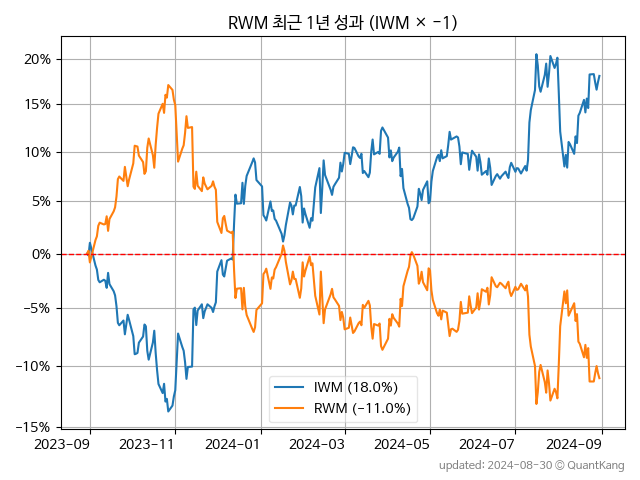 RWM 최근 1년 성과 (IWM × −1)
20%
15%
10%
5%
0%
−5%
−10%
−15%
IWM (18.0%)
RWM (−11.0%)
2023-09 2023-11 2024-01 2024-03 2024-05 2024-07 2024-09
updated: 2024-08-30 © QuantKang